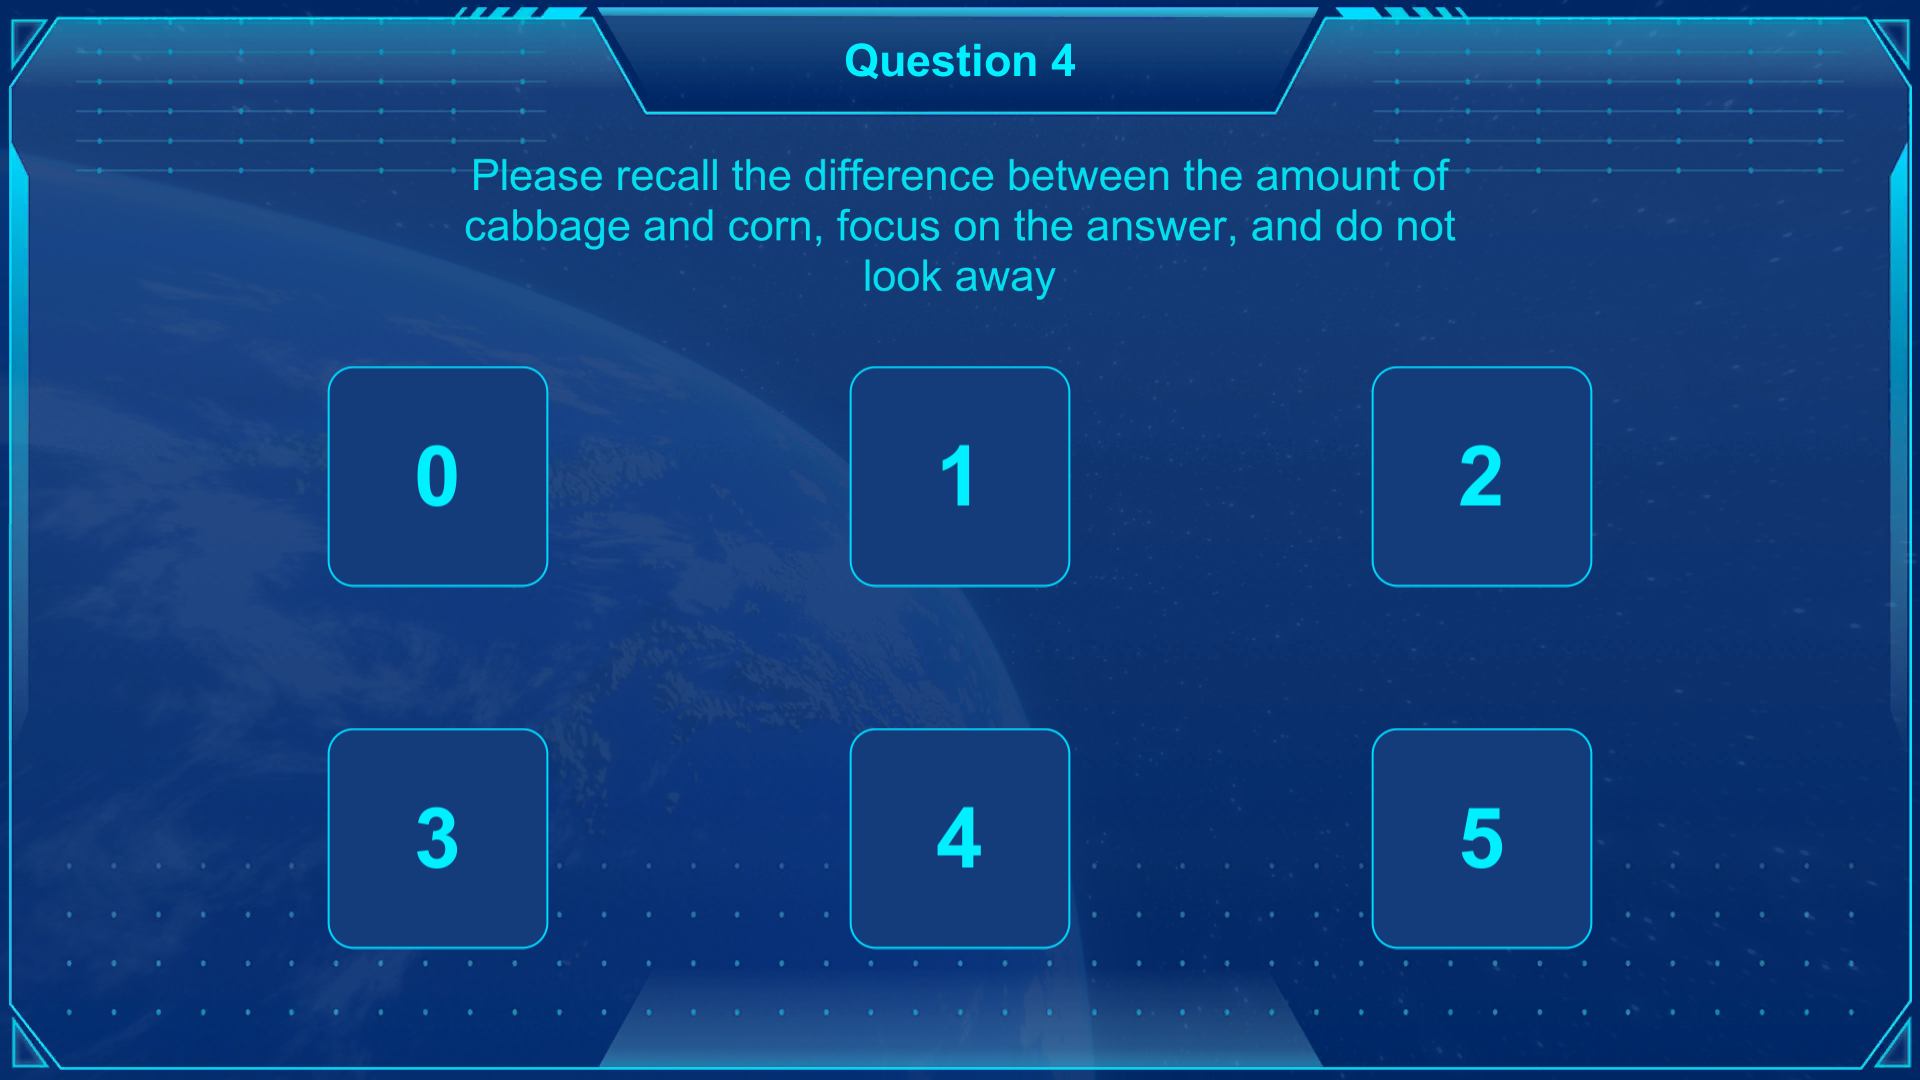 Question 4
Please recall the difference between the amount of
cabbage and corn, focus on the answer, and do not
look away
0 1 2
3 4 5